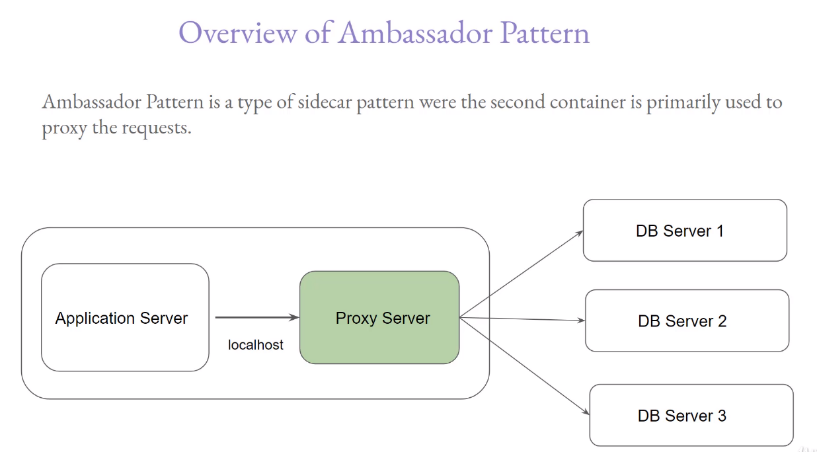 Overview of Ambassador Pattern
Ambassador Pattern is a type of sidecar pattern were the second container is primarily used to
proxy the requests.
DB Server 1
Application Server
Proxy Server
localhost
DB Server 2
DB Server 3